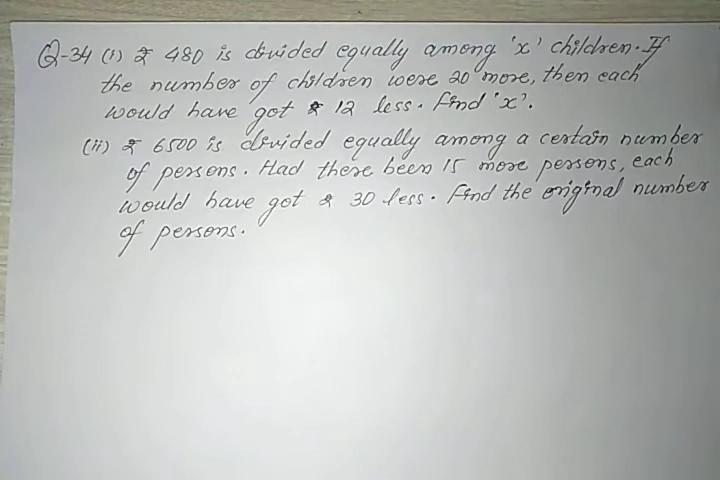 Q-34 (i) ₹ 480 is divided equally among 'x' children. If
the number of children were 20 more, then each
would have got ₹ 12 less. Find 'x'.
(ii) ₹ 6500 is divided equally among a certain number
of persons. Had there been 15 more persons, each
would have got ₹ 30 less. Find the original number
of persons.